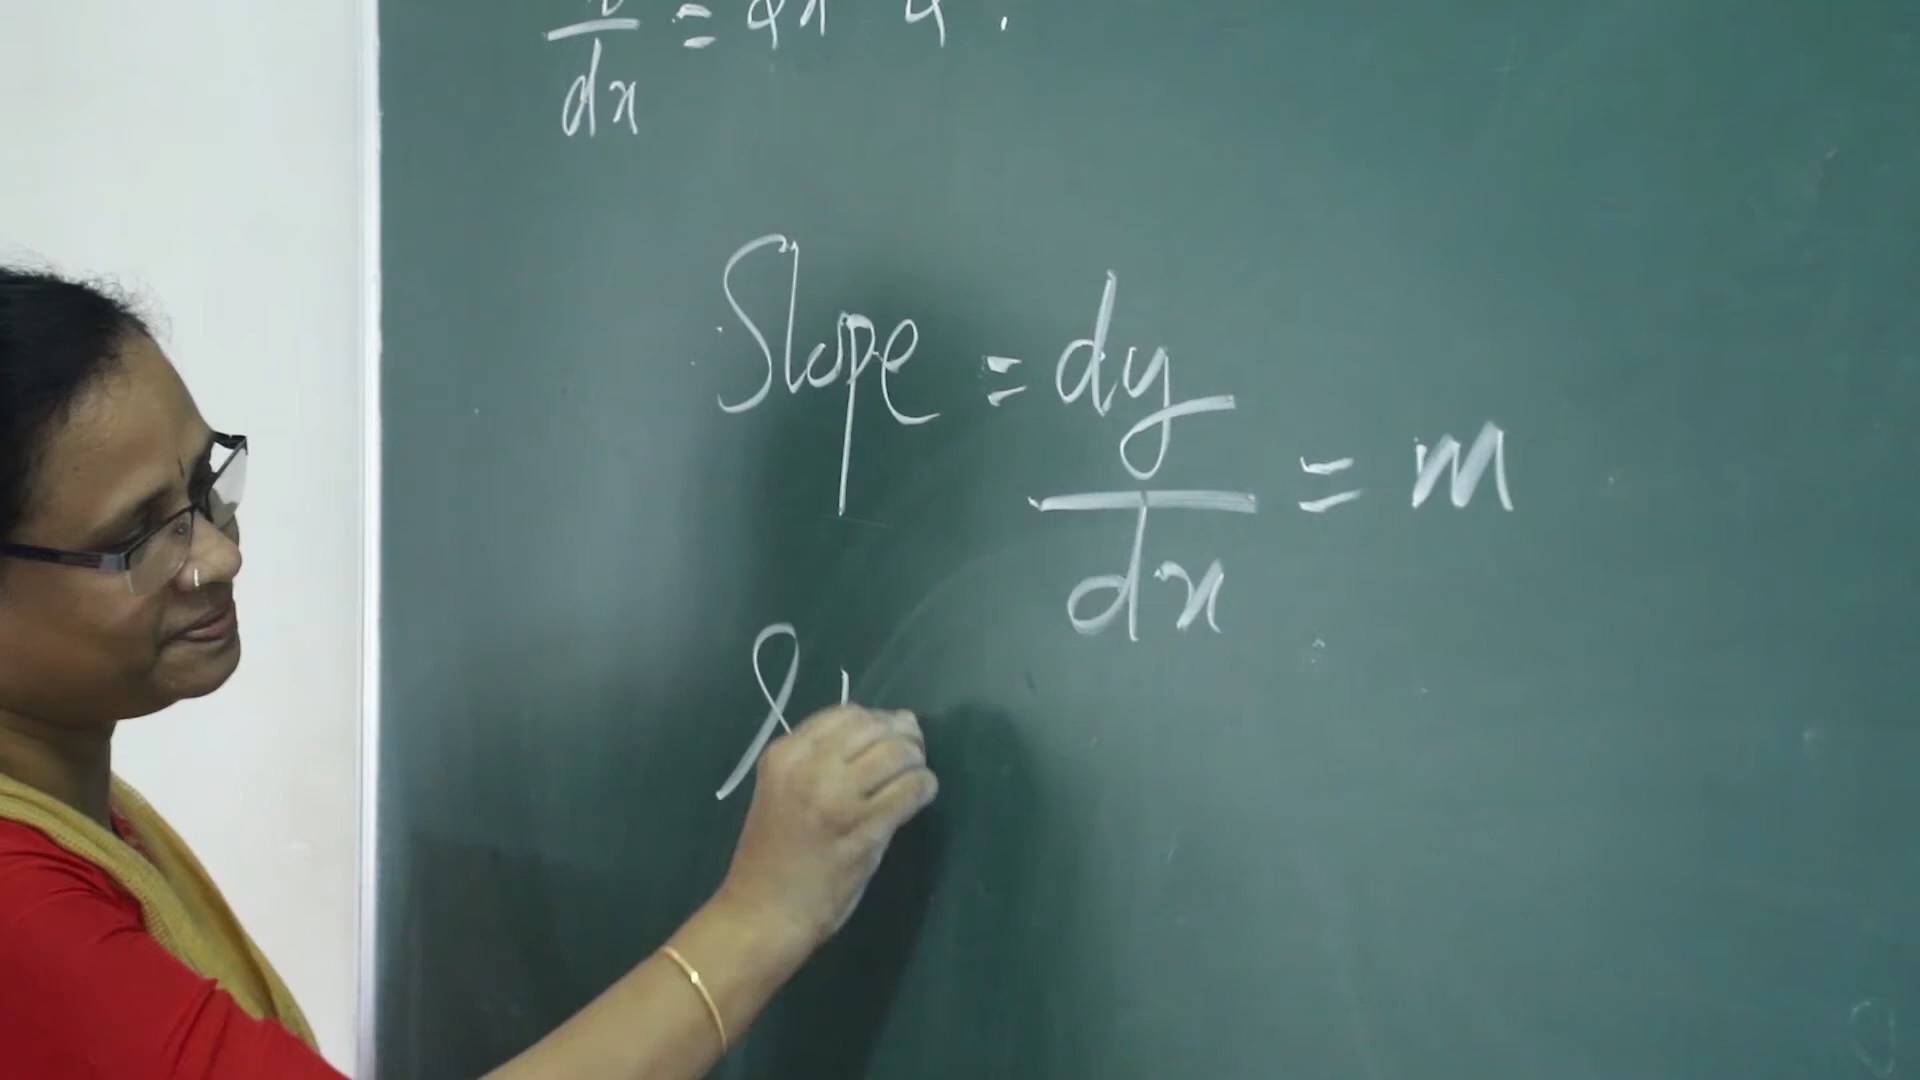 dx
Slope = dy/dx = m